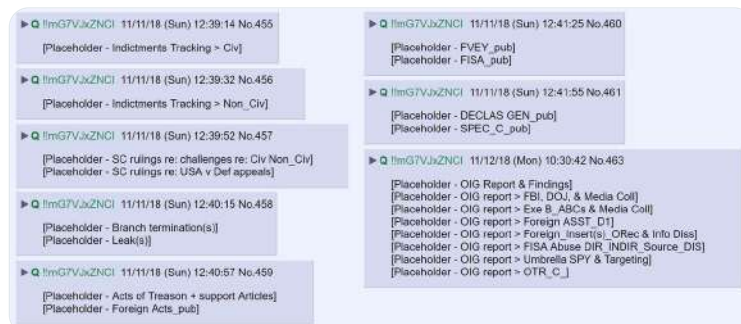 Q !!mG7VJxZNCI 11/11/18 (Sun) 12:39:14 No.455
[Placeholder - Indictments Tracking > Civ]
Q !!mG7VJxZNCI 11/11/18 (Sun) 12:39:32 No.456
[Placeholder - Indictments Tracking > Non_Civ]
Q !!mG7VJxZNCI 11/11/18 (Sun) 12:39:52 No.457
[Placeholder - SC rulings re: challenges re: Civ Non_Civ]
[Placeholder - SC rulings re: USA v Def appeals]
Q !!mG7VJxZNCI 11/11/18 (Sun) 12:40:15 No.458
[Placeholder - Branch termination(s)]
[Placeholder - Leak(s)]
Q !!mG7VJxZNCI 11/11/18 (Sun) 12:40:57 No.459
[Placeholder - Acts of Treason + support Articles]
[Placeholder - Foreign Acts_pub]
Q !!mG7VJxZNCI 11/11/18 (Sun) 12:41:25 No.460
[Placeholder - FVEY_pub]
[Placeholder - FISA_pub]
Q !!mG7VJxZNCI 11/11/18 (Sun) 12:41:55 No.461
[Placeholder - DECLAS GEN_pub]
[Placeholder - SPEC_C_pub]
Q !!mG7VJxZNCI 11/12/18 (Mon) 10:30:42 No.463
[Placeholder - OIG Report & Findings]
[Placeholder - OIG report > FBI, DOJ, & Media Coll]
[Placeholder - OIG report > Exe B_ABCs & Media Coll]
[Placeholder - OIG report > Foreign ASST_D1]
[Placeholder - OIG report > Foreign_Insert(s)_ORec & Info Diss]
[Placeholder - OIG report > FISA Abuse DIR_INDIR_Source_DIS]
[Placeholder - OIG report > Umbrella SPY & Targeting]
[Placeholder - OIG report > OTR_C_]